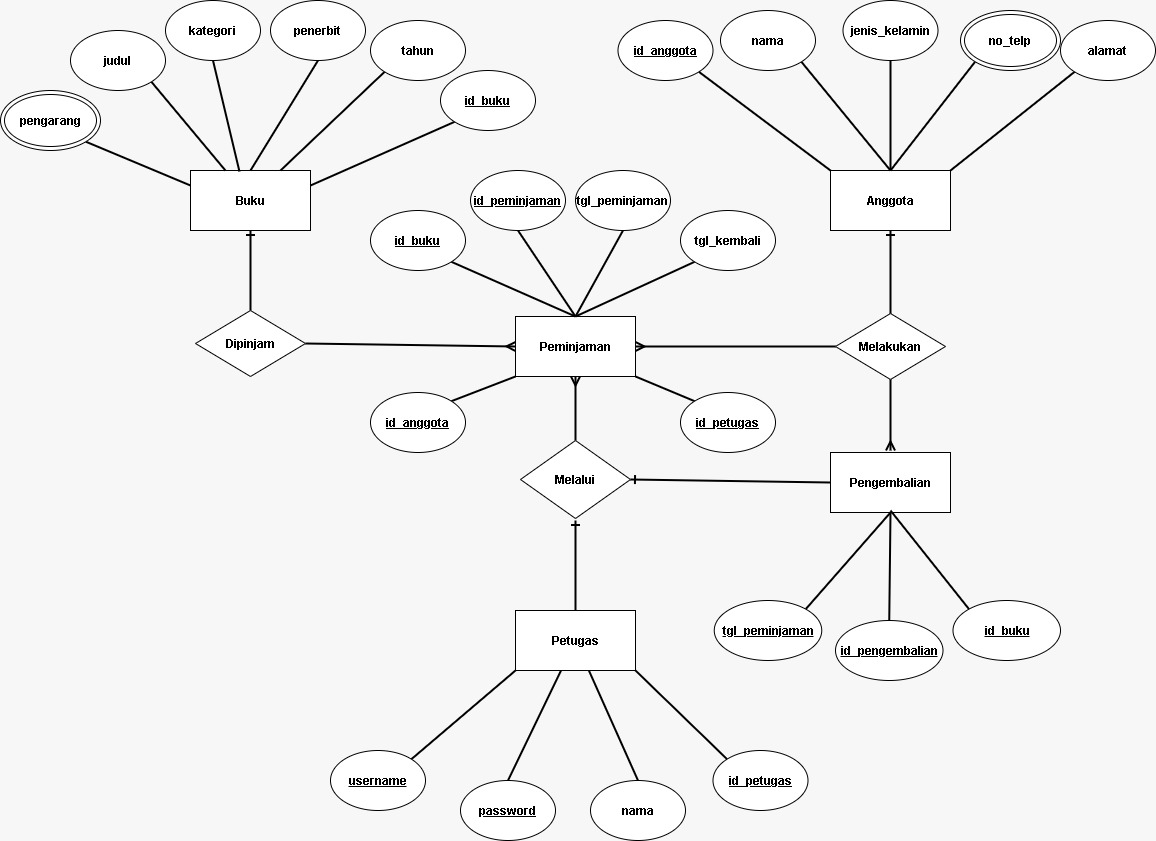 kategori
penerbit
judul
tahun
id_buku
pengarang
Buku
id_anggota
nama
jenis_kelamin
no_telp
alamat
Anggota
id_buku
id_peminjaman
tgl_peminjaman
tgl_kembali
Dipinjam
Peminjaman
Melakukan
id_anggota
id_petugas
Melalui
Pengembalian
tgl_peminjaman
id_pengembalian
id_buku
Petugas
username
password
nama
id_petugas